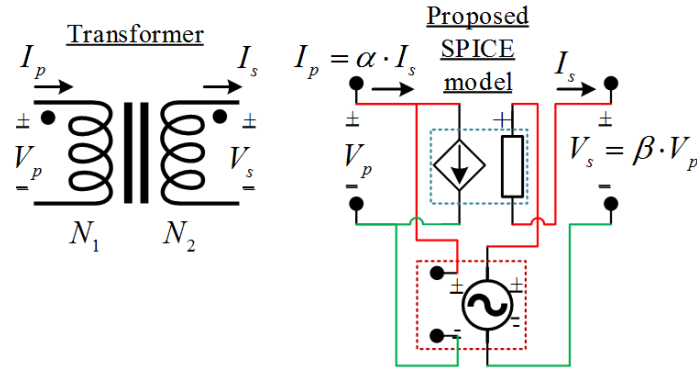 Transformer
I_p
I_s
±
V_p
-
±
V_s
-
N_1
N_2
Proposed
SPICE
model
I_p = α · I_s
I_s
±
V_p
-
++
±
V_s = β · V_p
-
±
-
±
-